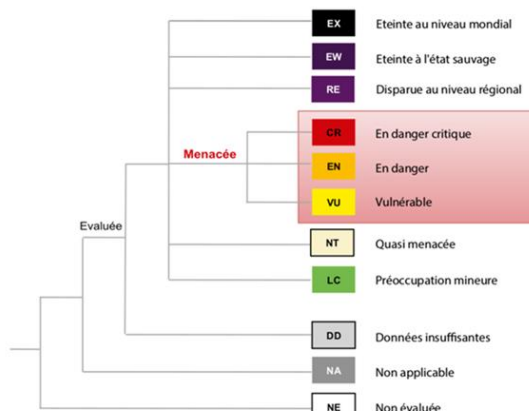 EX Eteinte au niveau mondial
EW Eteinte à l'état sauvage
RE Disparue au niveau régional
CR En danger critique
Menacée
EN En danger
VU Vulnérable
Evaluée
NT Quasi menacée
LC Préoccupation mineure
DD Données insuffisantes
NA Non applicable
NE Non évaluée